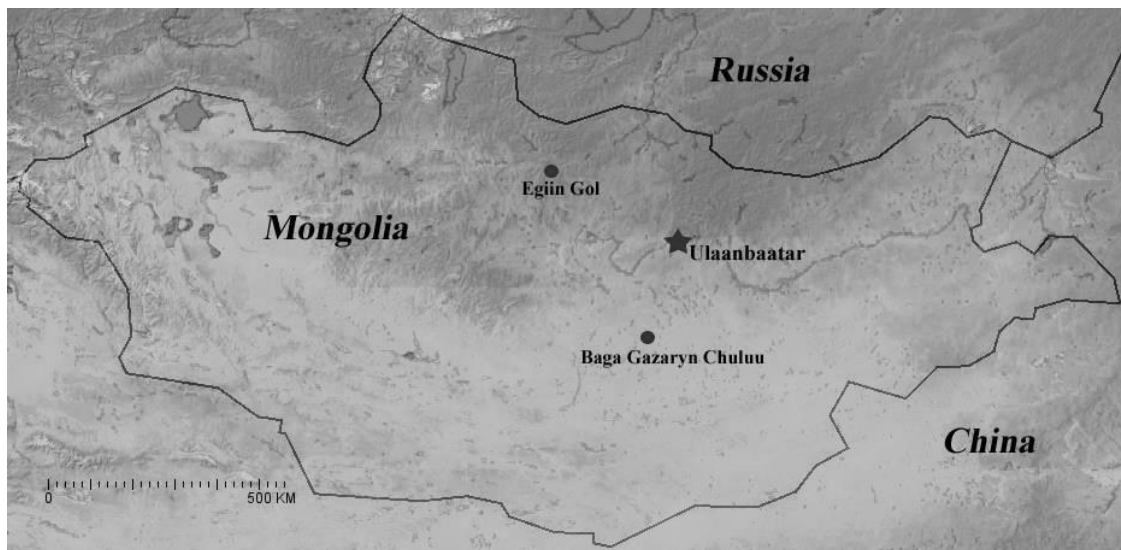 Russia
Egiin Gol
Mongolia
Ulaanbaatar
Baga Gazaryn Chuluu
China
0 500 KM